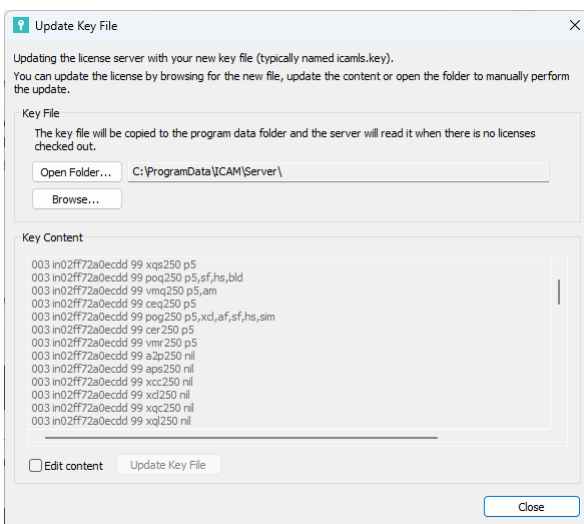 Update Key File
Updating the license server with your new key file (typically named icamls.key).
You can update the license by browsing for the new file, update the content or open the folder to manually perform
the update.
Key File
The key file will be copied to the program data folder and the server will read it when there is no licenses
checked out.
Open Folder... C:\ProgramData\ICAM\Server\
Browse...
Key Content
003 in02ff72a0ecdd 99 xqs250 p5
003 in02ff72a0ecdd 99 poq250 p5,sf,hs,bld
003 in02ff72a0ecdd 99 vmq250 p5,am
003 in02ff72a0ecdd 99 ceq250 p5
003 in02ff72a0ecdd 99 pog250 p5,xcl,af,sf,hs,sim
003 in02ff72a0ecdd 99 cer250 p5
003 in02ff72a0ecdd 99 vmr250 p5
003 in02ff72a0ecdd 99 a2p250 nil
003 in02ff72a0ecdd 99 aps250 nil
003 in02ff72a0ecdd 99 xcc250 nil
003 in02ff72a0ecdd 99 xcl250 nil
003 in02ff72a0ecdd 99 xqc250 nil
003 in02ff72a0ecdd 99 xql250 nil
Edit content Update Key File
Close